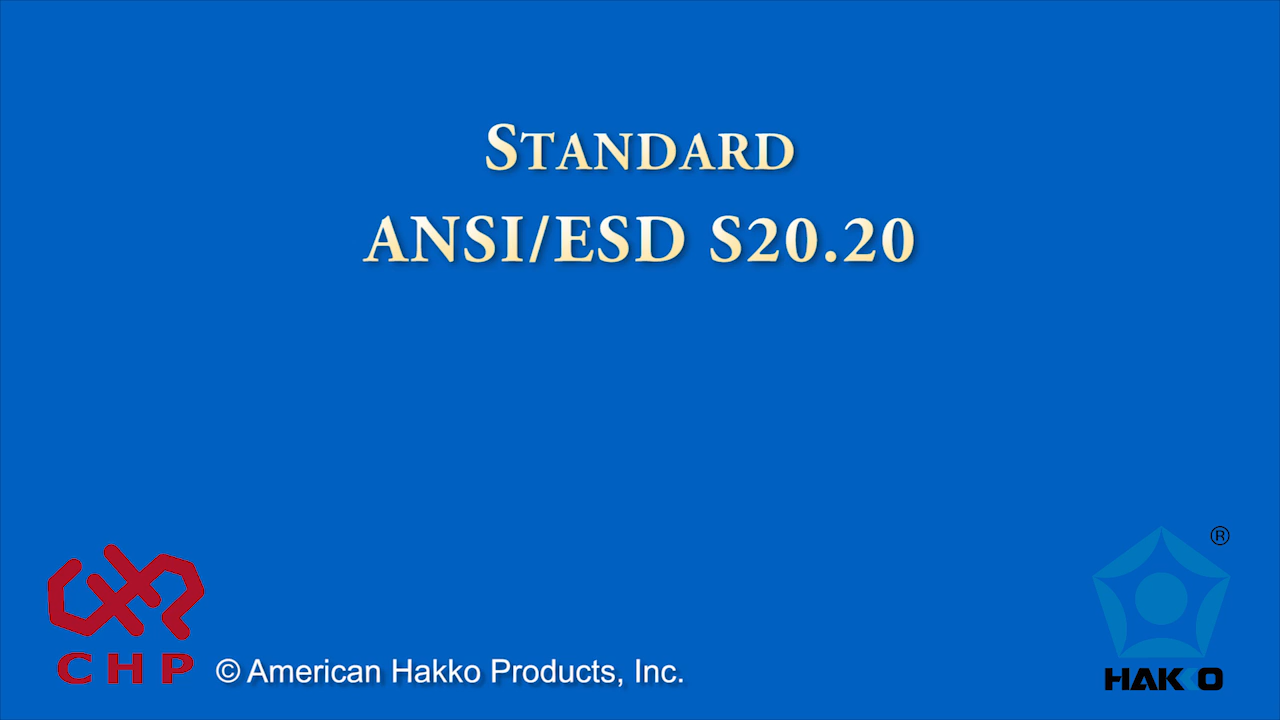 STANDARD
ANSI/ESD S20.20
®
CHP
© American Hakko Products, Inc.
HAKKO